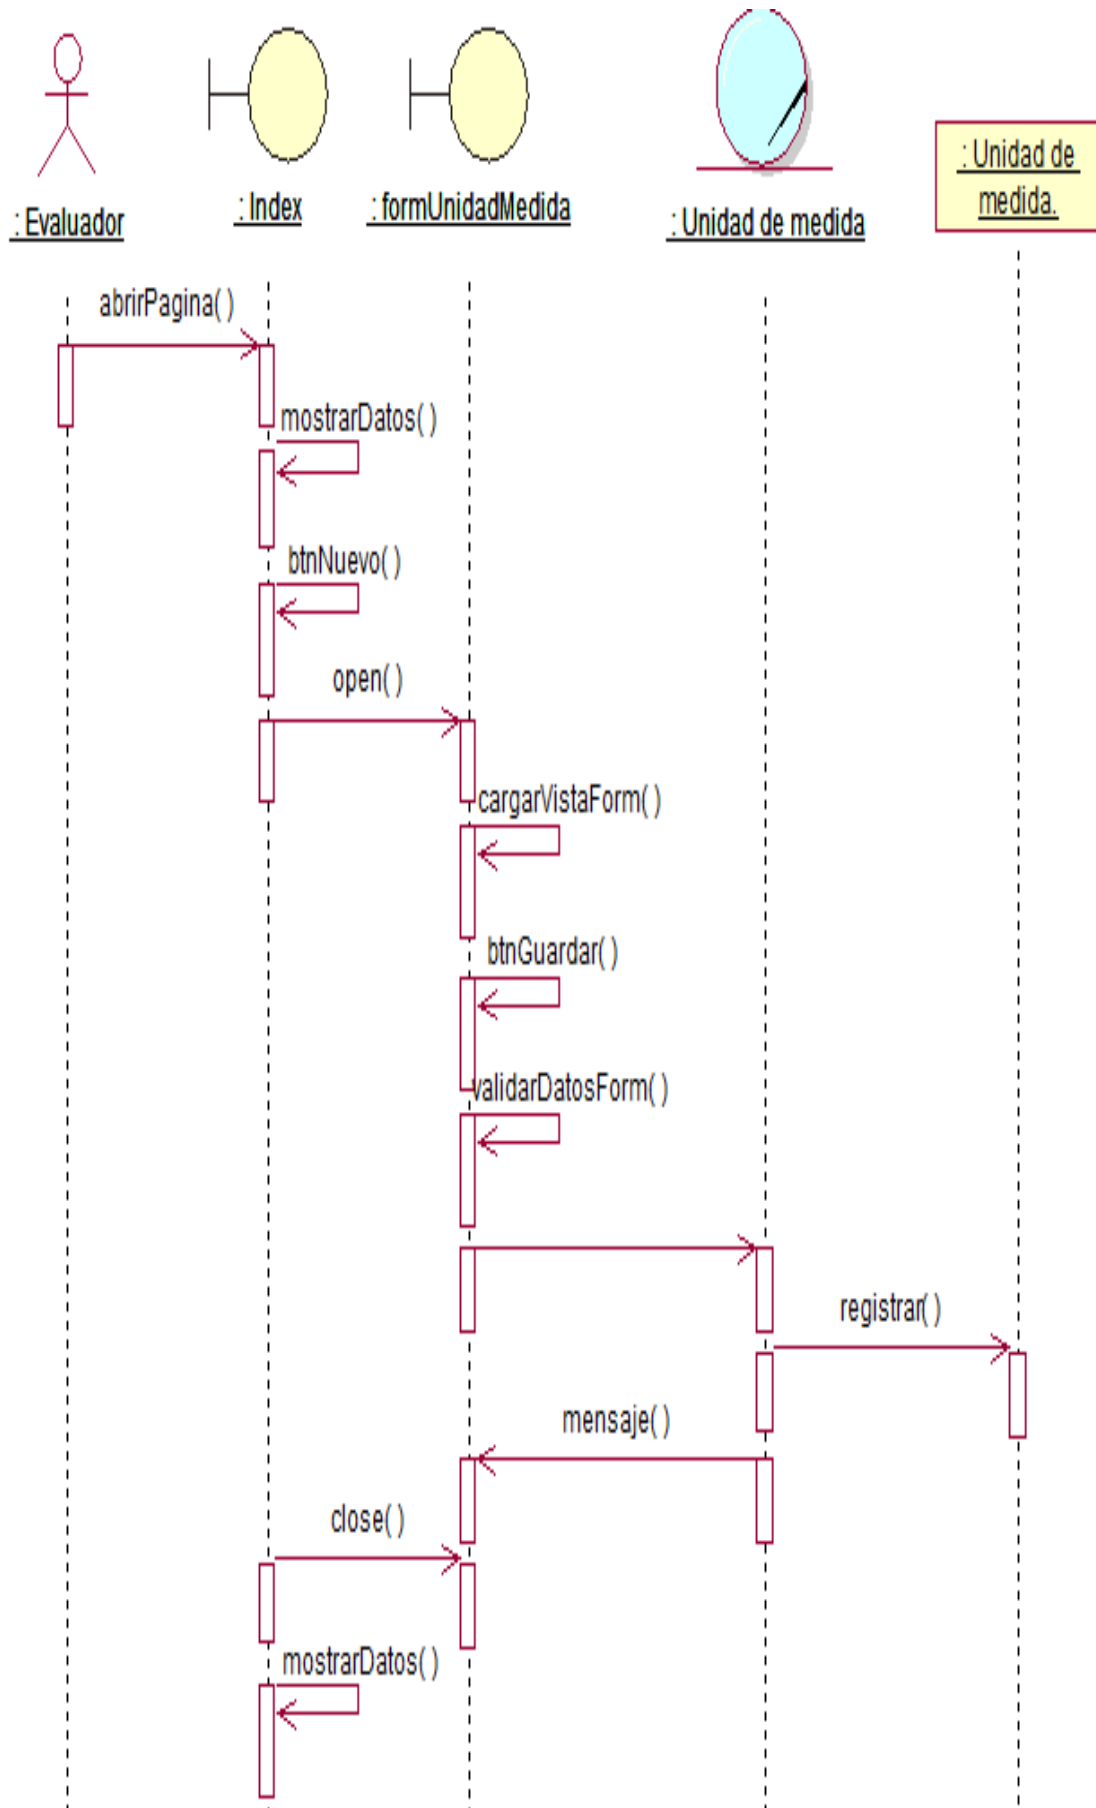 : Evaluador
: Index
: formUnidadMedida
: Unidad de medida
: Unidad de
medida.
abrirPagina( )
mostrarDatos( )
btnNuevo( )
open( )
cargarVistaForm( )
btnGuardar( )
validarDatosForm( )
registrar( )
mensaje( )
close( )
mostrarDatos( )